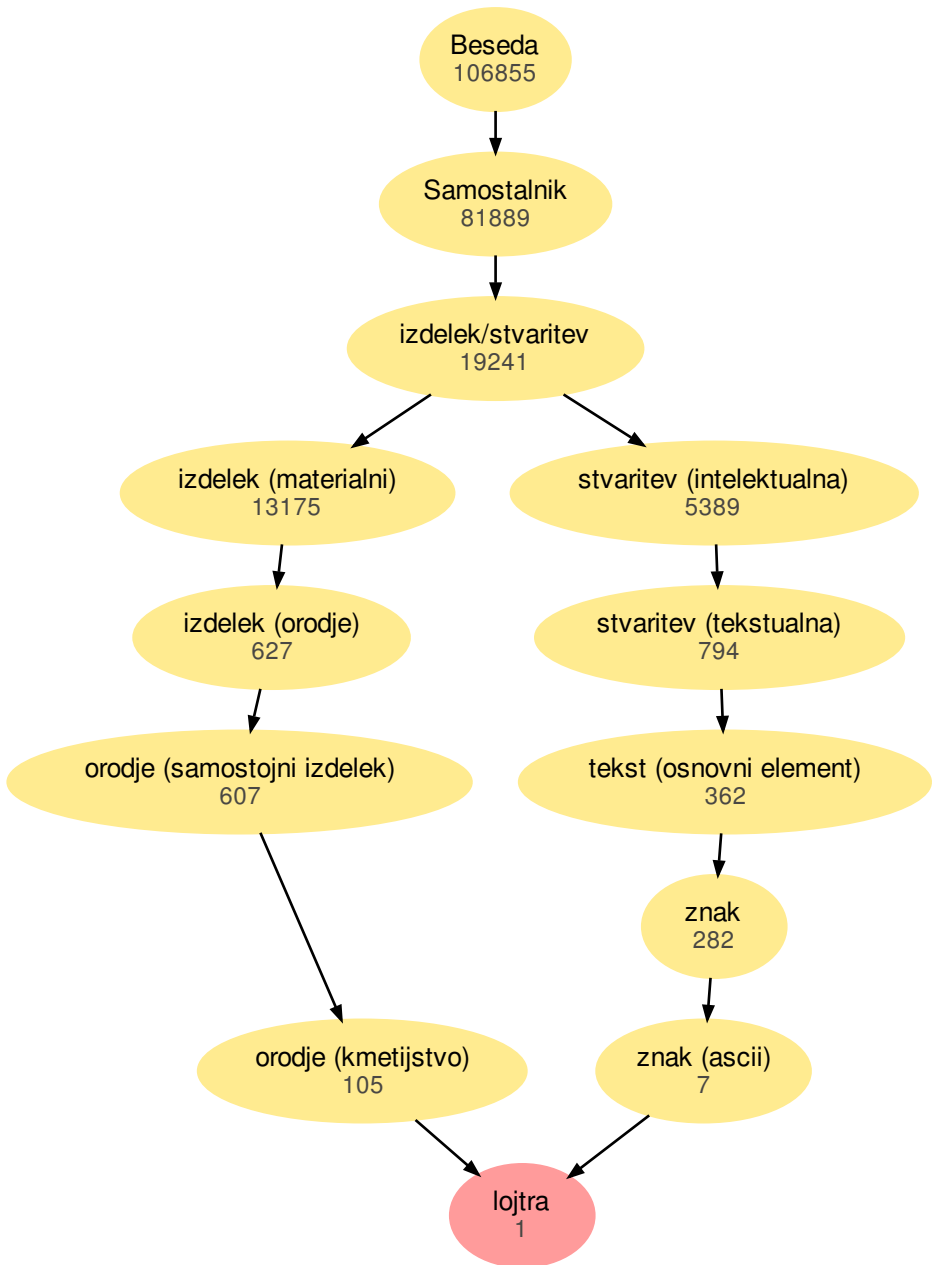 Beseda
106855
Samostalnik
81889
izdelek/stvaritev
19241
izdelek (materialni)
13175
stvaritev (intelektualna)
5389
izdelek (orodje)
627
stvaritev (tekstualna)
794
orodje (samostojni izdelek)
607
tekst (osnovni element)
362
znak
282
orodje (kmetijstvo)
105
znak (ascii)
7
lojtra
1